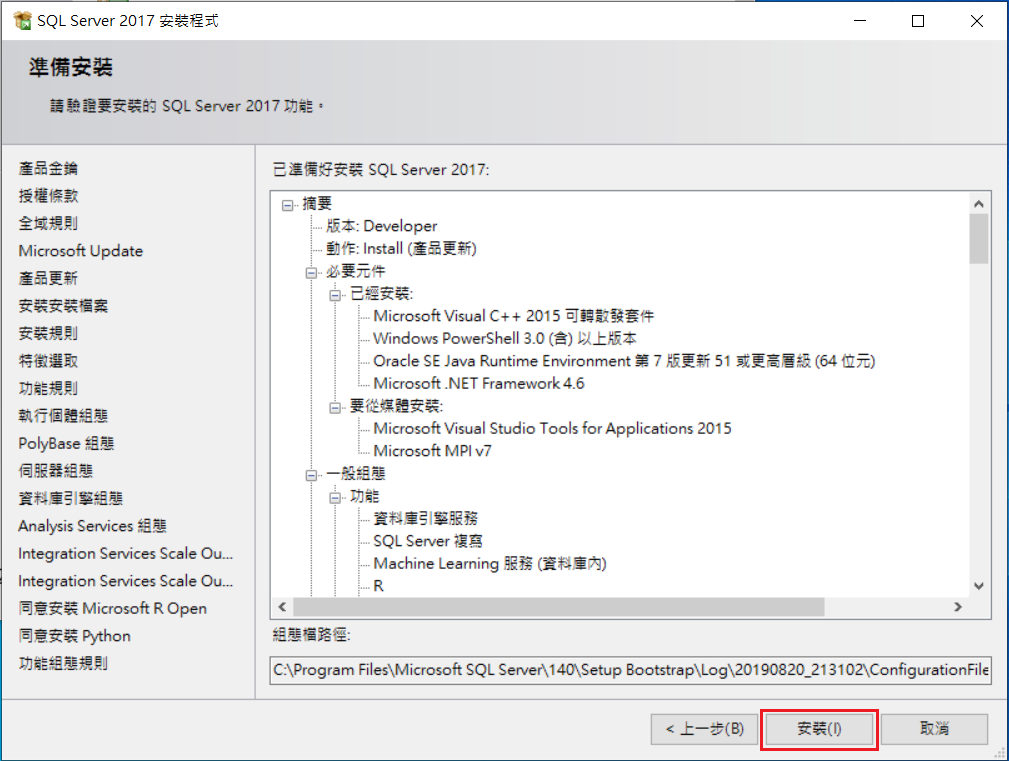 SQL Server 2017 安裝程式
準備安裝
請驗證要安裝的 SQL Server 2017 功能。
產品金鑰
授權條款
全域規則
Microsoft Update
產品更新
安裝安裝檔案
安裝規則
特徵選取
功能規則
執行個體組態
PolyBase 組態
伺服器組態
資料庫引擎組態
Analysis Services 組態
Integration Services Scale Ou...
Integration Services Scale Ou...
同意安裝 Microsoft R Open
同意安裝 Python
功能組態規則
已準備好安裝 SQL Server 2017:
摘要
版本: Developer
動作: Install (產品更新)
必要元件
已經安裝:
Microsoft Visual C++ 2015 可轉散發套件
Windows PowerShell 3.0 (含) 以上版本
Oracle SE Java Runtime Environment 第 7 版更新 51 或更高層級 (64 位元)
Microsoft .NET Framework 4.6
要從媒體安裝:
Microsoft Visual Studio Tools for Applications 2015
Microsoft MPI v7
一般組態
功能
資料庫引擎服務
SQL Server 複寫
Machine Learning 服務 (資料庫內)
R
組態檔路徑:
C:\Program Files\Microsoft SQL Server\140\Setup Bootstrap\Log\20190820_213102\ConfigurationFile
< 上一步(B)
安裝(I)
取消